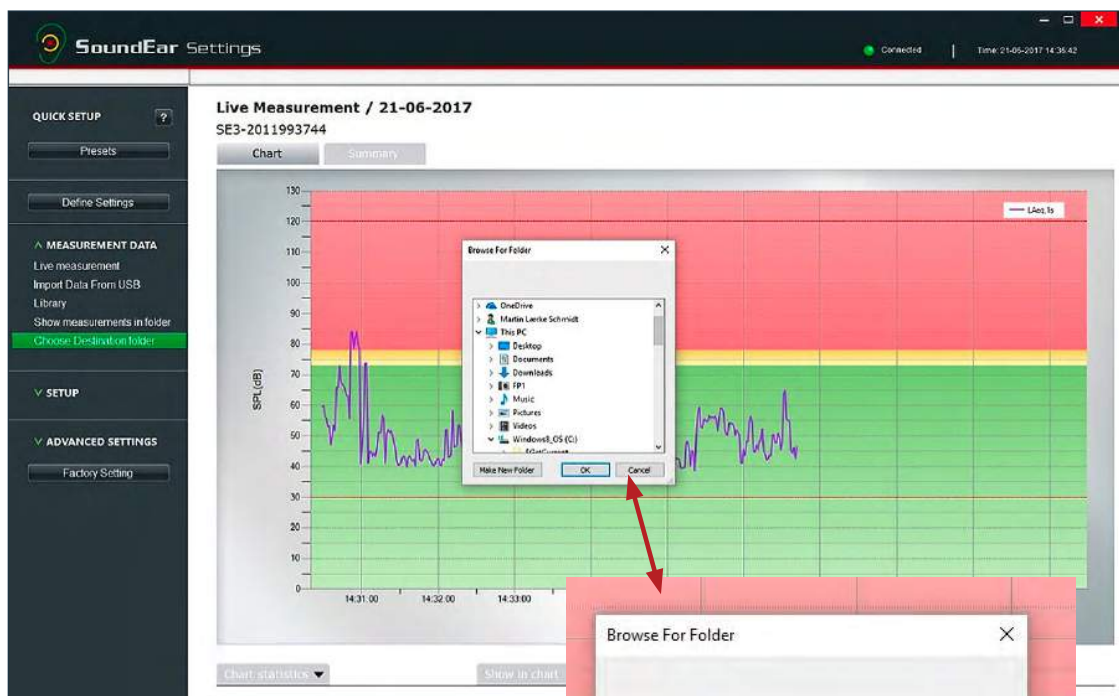 SoundEar Settings
Connected | Time: 21-06-2017 14:35:42
QUICK SETUP ?
Presets
Define Settings
MEASUREMENT DATA
Live measurement
Import Data From USB
Library
Show measurements in folder
Choose Destination folder
SETUP
ADVANCED SETTINGS
Factory Setting
Live Measurement / 21-06-2017
SE3-2011993744
Chart Summary
SPL(dB)
130
120
110
100
90
80
70
60
50
40
30
20
10
0
14:31:00 14:32:00 14:33:00
LAeq,1s
Browse For Folder
OneDrive
Martin Lærke Schmidt
This PC
Desktop
Documents
Downloads
FP1
Music
Pictures
Videos
Windows8_OS (C:)
Make New Folder OK Cancel
Browse For Folder
Chart statistics Show in chart